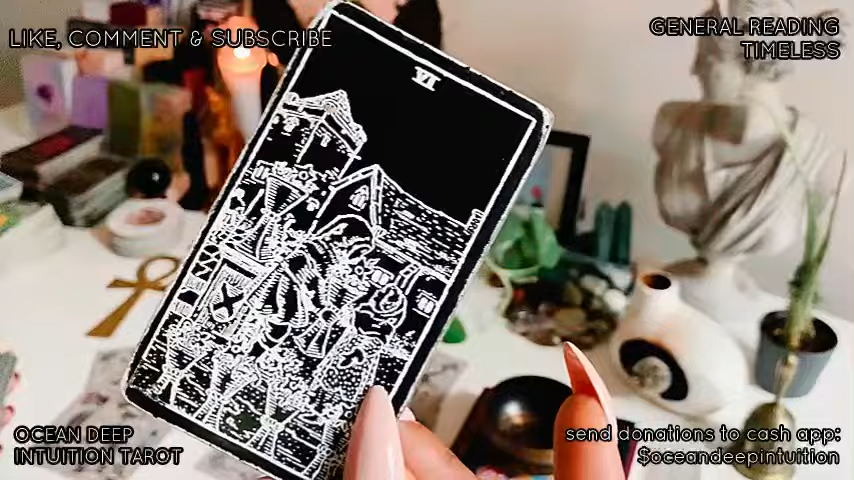 LIKE, COMMENT & SUBSCRIBE
GENERAL READING
TIMELESS
VI
OCEAN DEEP
INTUITION TAROT
send donations to cash app:
$oceandeepintuition